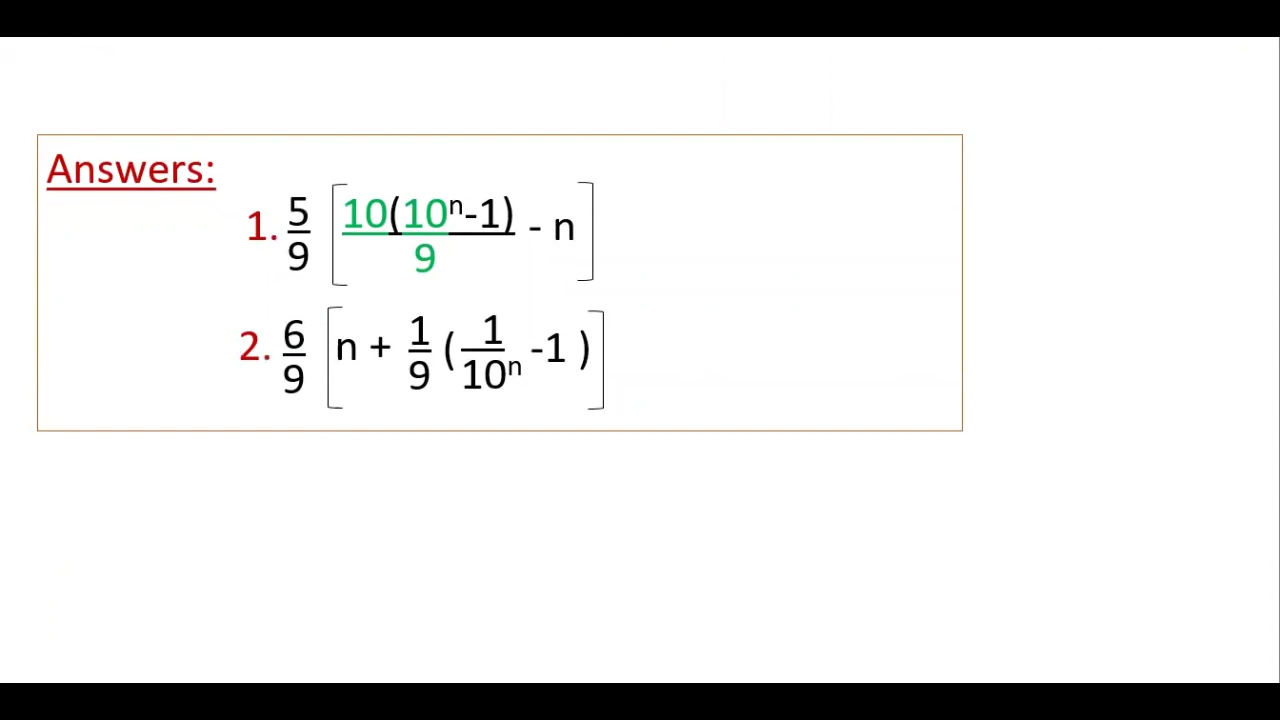 Answers:
1. 5/9 [ 10(10ⁿ-1)/9 - n ]
2. 6/9 [ n + 1/9 ( 1/10ⁿ -1 ) ]